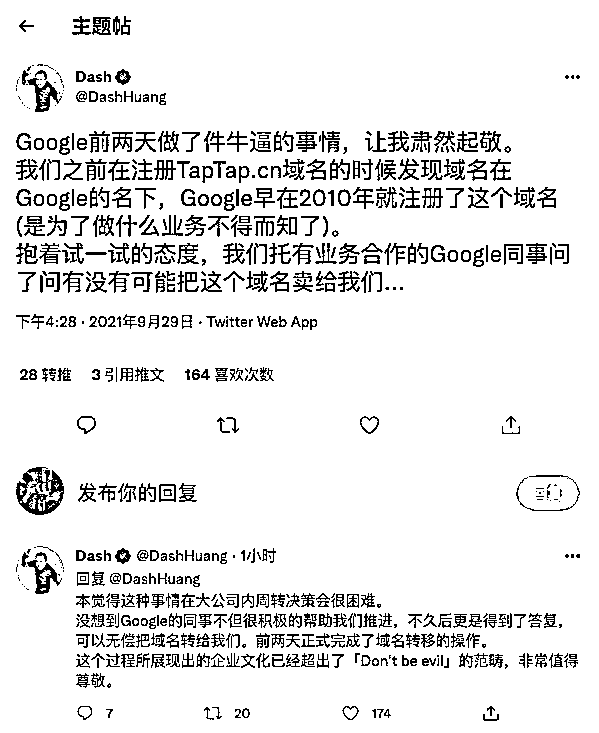 主题帖
Dash
@DashHuang
Google前两天做了件牛逼的事情，让我肃然起敬。
我们之前在注册TapTap.cn域名的时候发现域名在
Google的名下，Google早在2010年就注册了这个域名
(是为了做什么业务不得而知了)。
抱着试一试的态度，我们托有业务合作的Google同事问
了问有没有可能把这个域名卖给我们...
下午4:28 · 2021年9月29日 · Twitter Web App
28 转推 3 引用推文 164 喜欢次数
发布你的回复
Dash @DashHuang · 1小时
回复 @DashHuang
本觉得这种事情在大公司内周转决策会很困难。
没想到Google的同事不但很积极的帮助我们推进，不久后更是得到了答复，
可以无偿把域名转给我们。前两天正式完成了域名转移的操作。
这个过程所展现出的企业文化已经超出了「Don't be evil」的范畴，非常值得
尊敬。
7 20 174